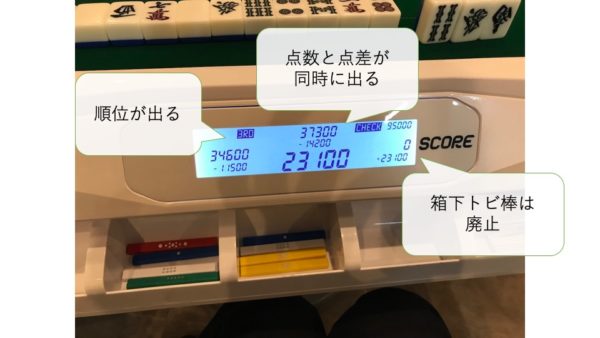 点数と点差が
同時に出る
順位が出る
3RD
37300
-14200
CHECK 95000
34600
-11500
23100
0
+23100
SCORE
箱下トビ棒は
廃止